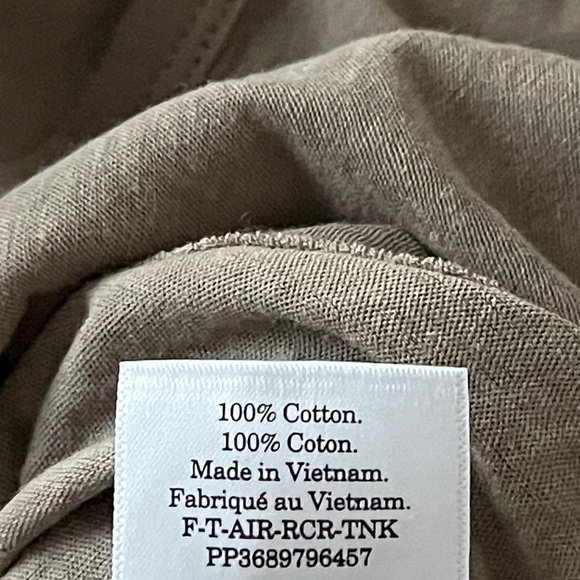 100% Cotton.
100% Coton.
Made in Vietnam.
Fabriqué au Vietnam.
F-T-AIR-RCR-TNK
PP3689796457